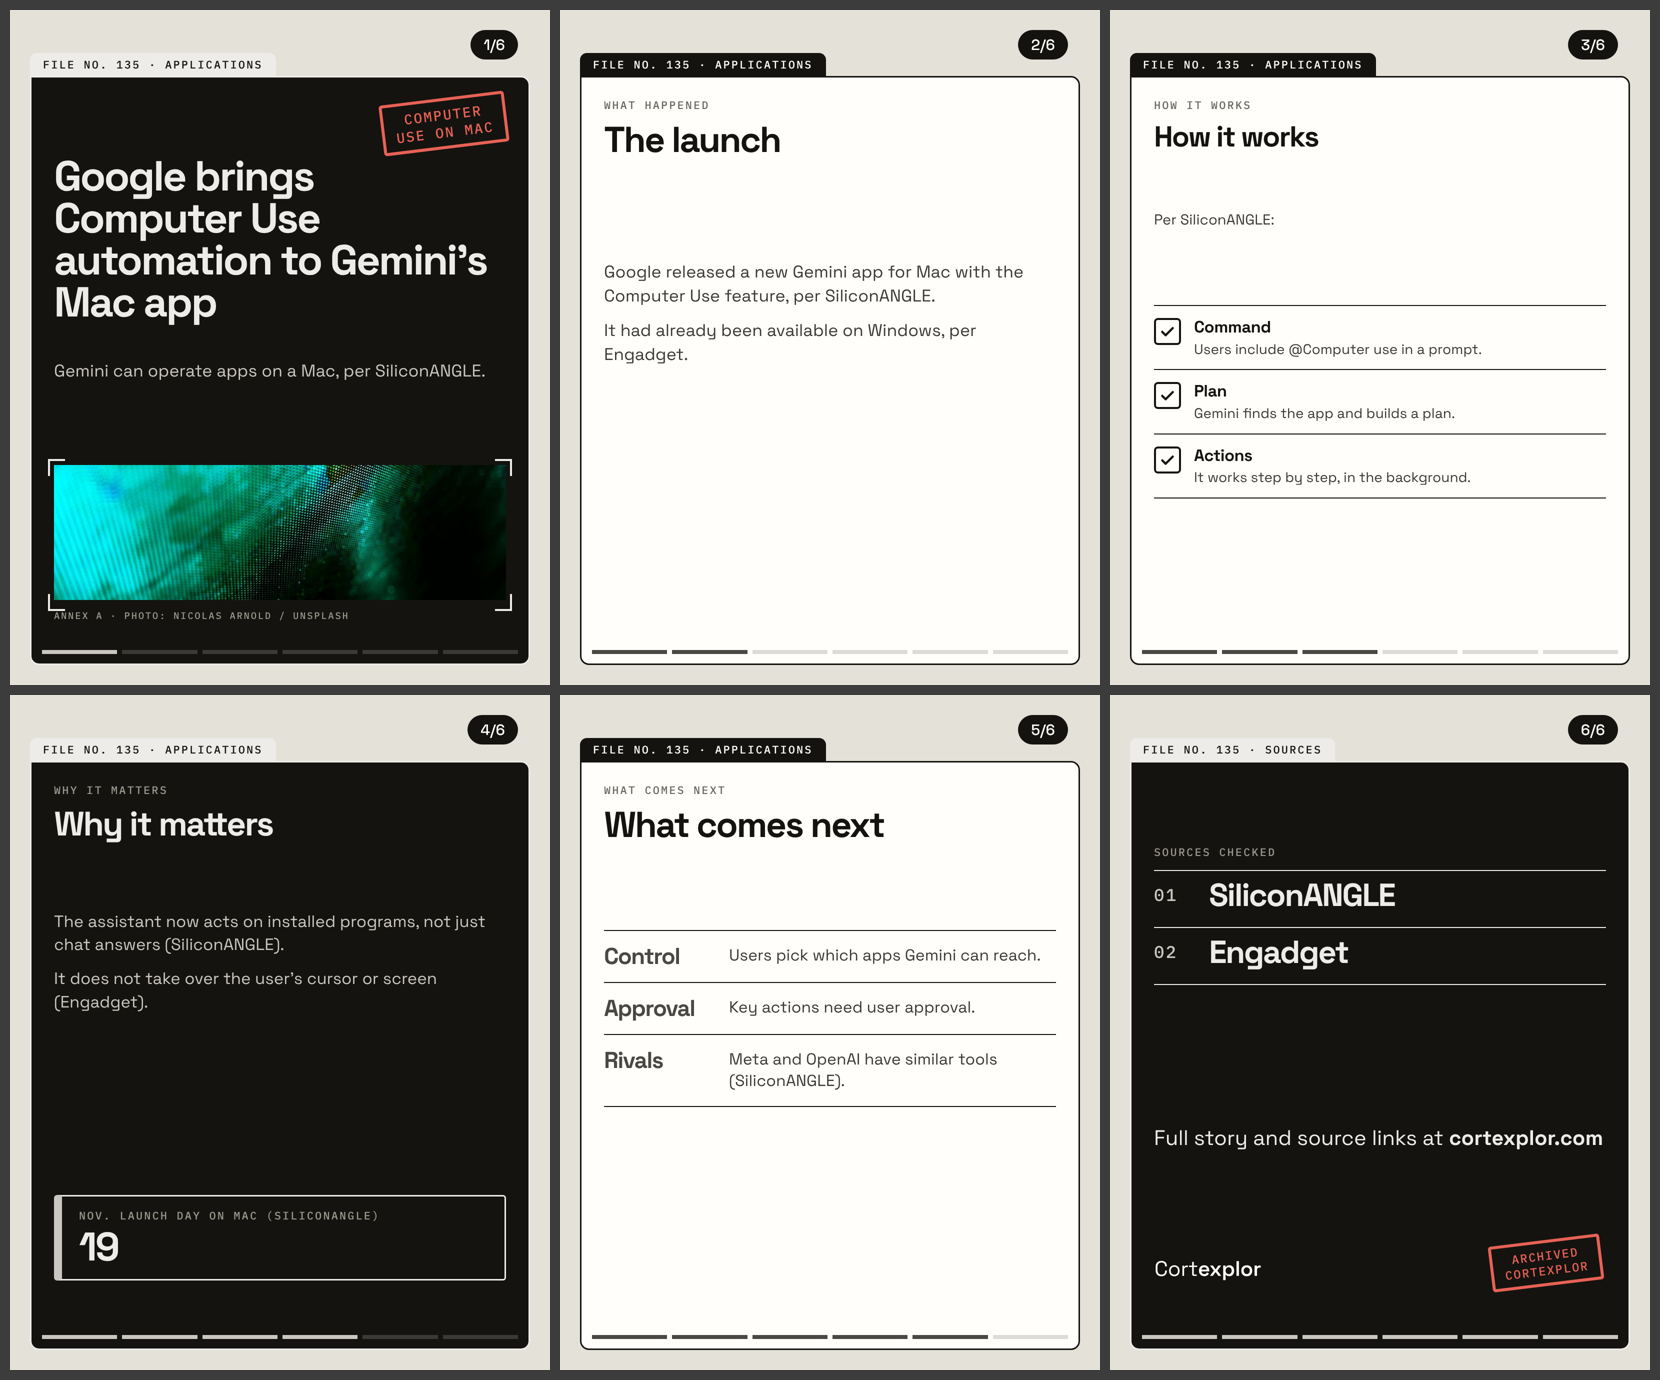 1/6
FILE NO. 135 · APPLICATIONS
COMPUTER
USE ON MAC
Google brings
Computer Use
automation to Gemini’s
Mac app
Gemini can operate apps on a Mac, per SiliconANGLE.
ANNEX A · PHOTO: NICOLAS ARNOLD / UNSPLASH
2/6
FILE NO. 135 · APPLICATIONS
WHAT HAPPENED
The launch
Google released a new Gemini app for Mac with the
Computer Use feature, per SiliconANGLE.
It had already been available on Windows, per
Engadget.
3/6
FILE NO. 135 · APPLICATIONS
HOW IT WORKS
How it works
Per SiliconANGLE:
Command
Users include @Computer use in a prompt.
Plan
Gemini finds the app and builds a plan.
Actions
It works step by step, in the background.
4/6
FILE NO. 135 · APPLICATIONS
WHY IT MATTERS
Why it matters
The assistant now acts on installed programs, not just
chat answers (SiliconANGLE).
It does not take over the user’s cursor or screen
(Engadget).
NOV. LAUNCH DAY ON MAC (SILICONANGLE)
19
5/6
FILE NO. 135 · APPLICATIONS
WHAT COMES NEXT
What comes next
Control Users pick which apps Gemini can reach.
Approval Key actions need user approval.
Rivals Meta and OpenAI have similar tools
(SiliconANGLE).
6/6
FILE NO. 135 · SOURCES
SOURCES CHECKED
01 SiliconANGLE
02 Engadget
Full story and source links at cortexplor.com
Cortexplor
ARCHIVED
CORTEXPLOR